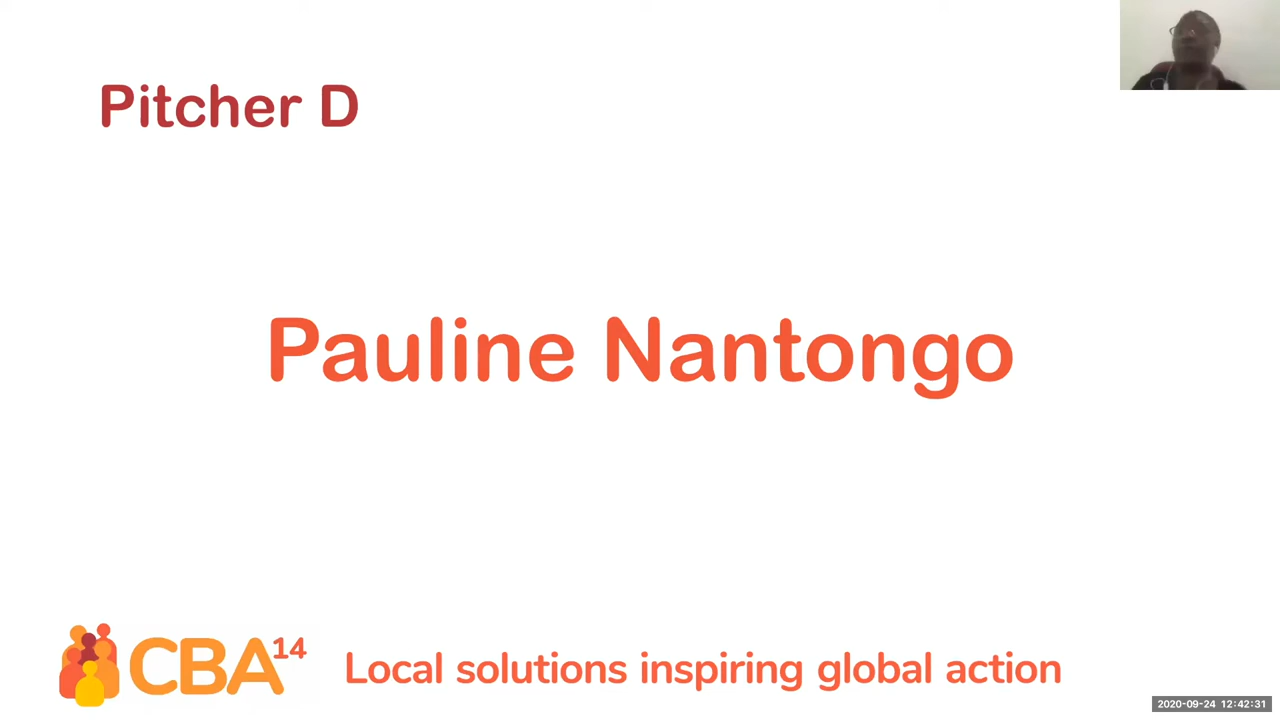 Pitcher D
Pauline Nantongo
CBA14
Local solutions inspiring global action
2020-09-24 12:42:31